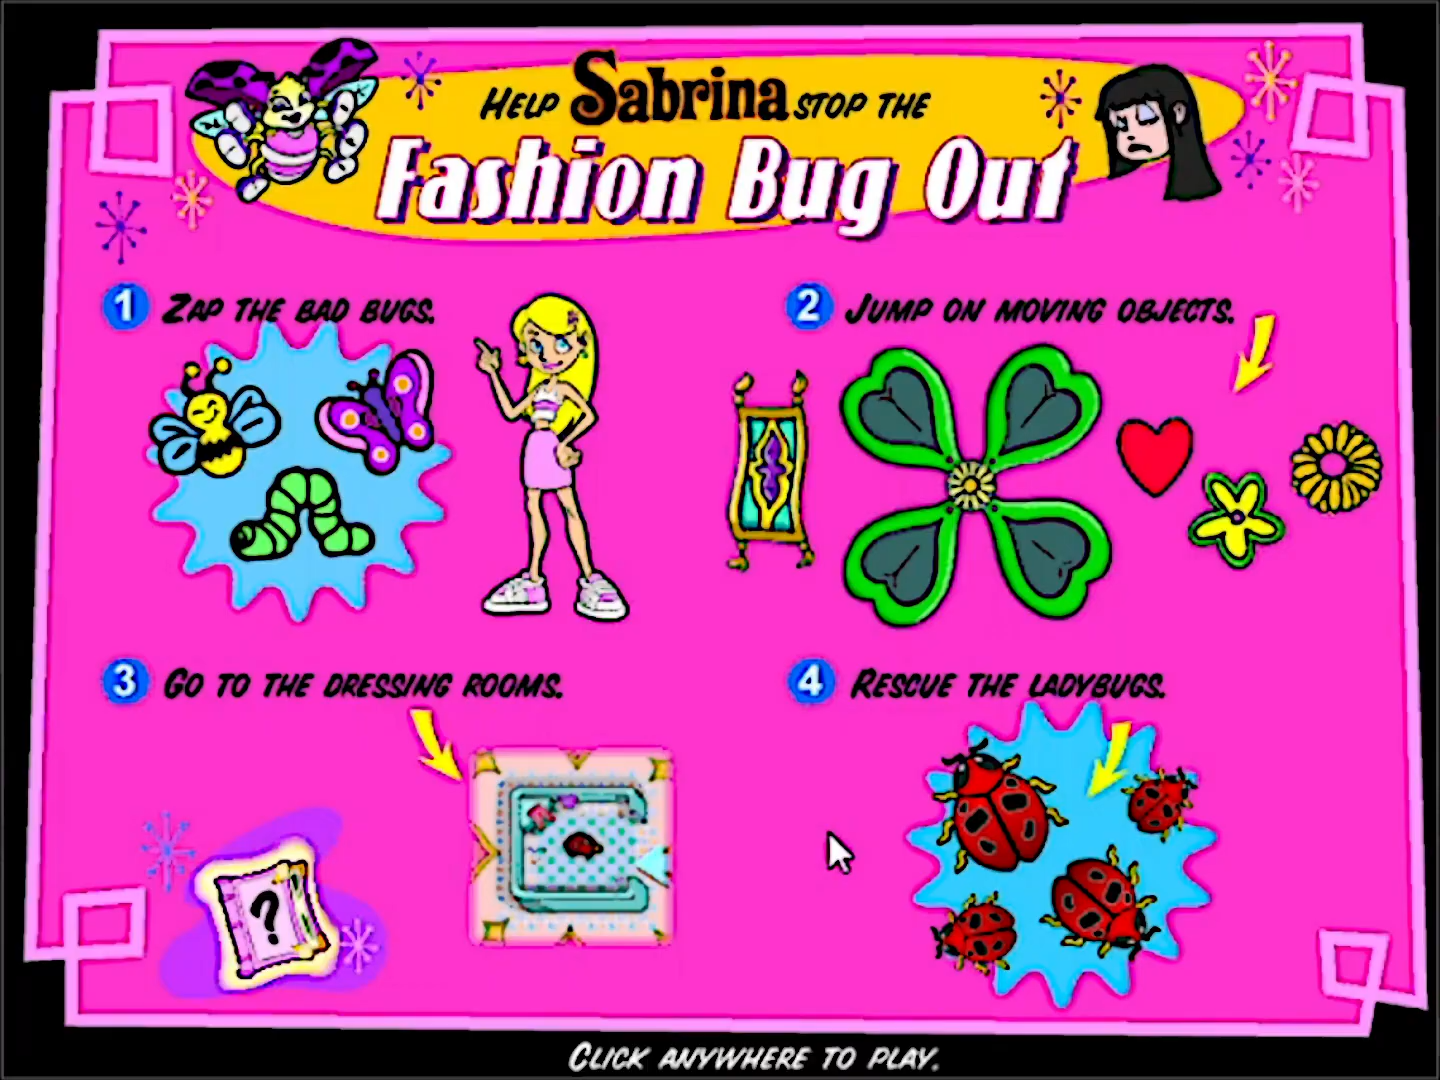 HELP Sabrina STOP THE
Fashion Bug Out
1 ZAP THE BAD BUGS.
2 JUMP ON MOVING OBJECTS.
3 GO TO THE DRESSING ROOMS.
4 RESCUE THE LADYBUGS.
?
CLICK ANYWHERE TO PLAY.